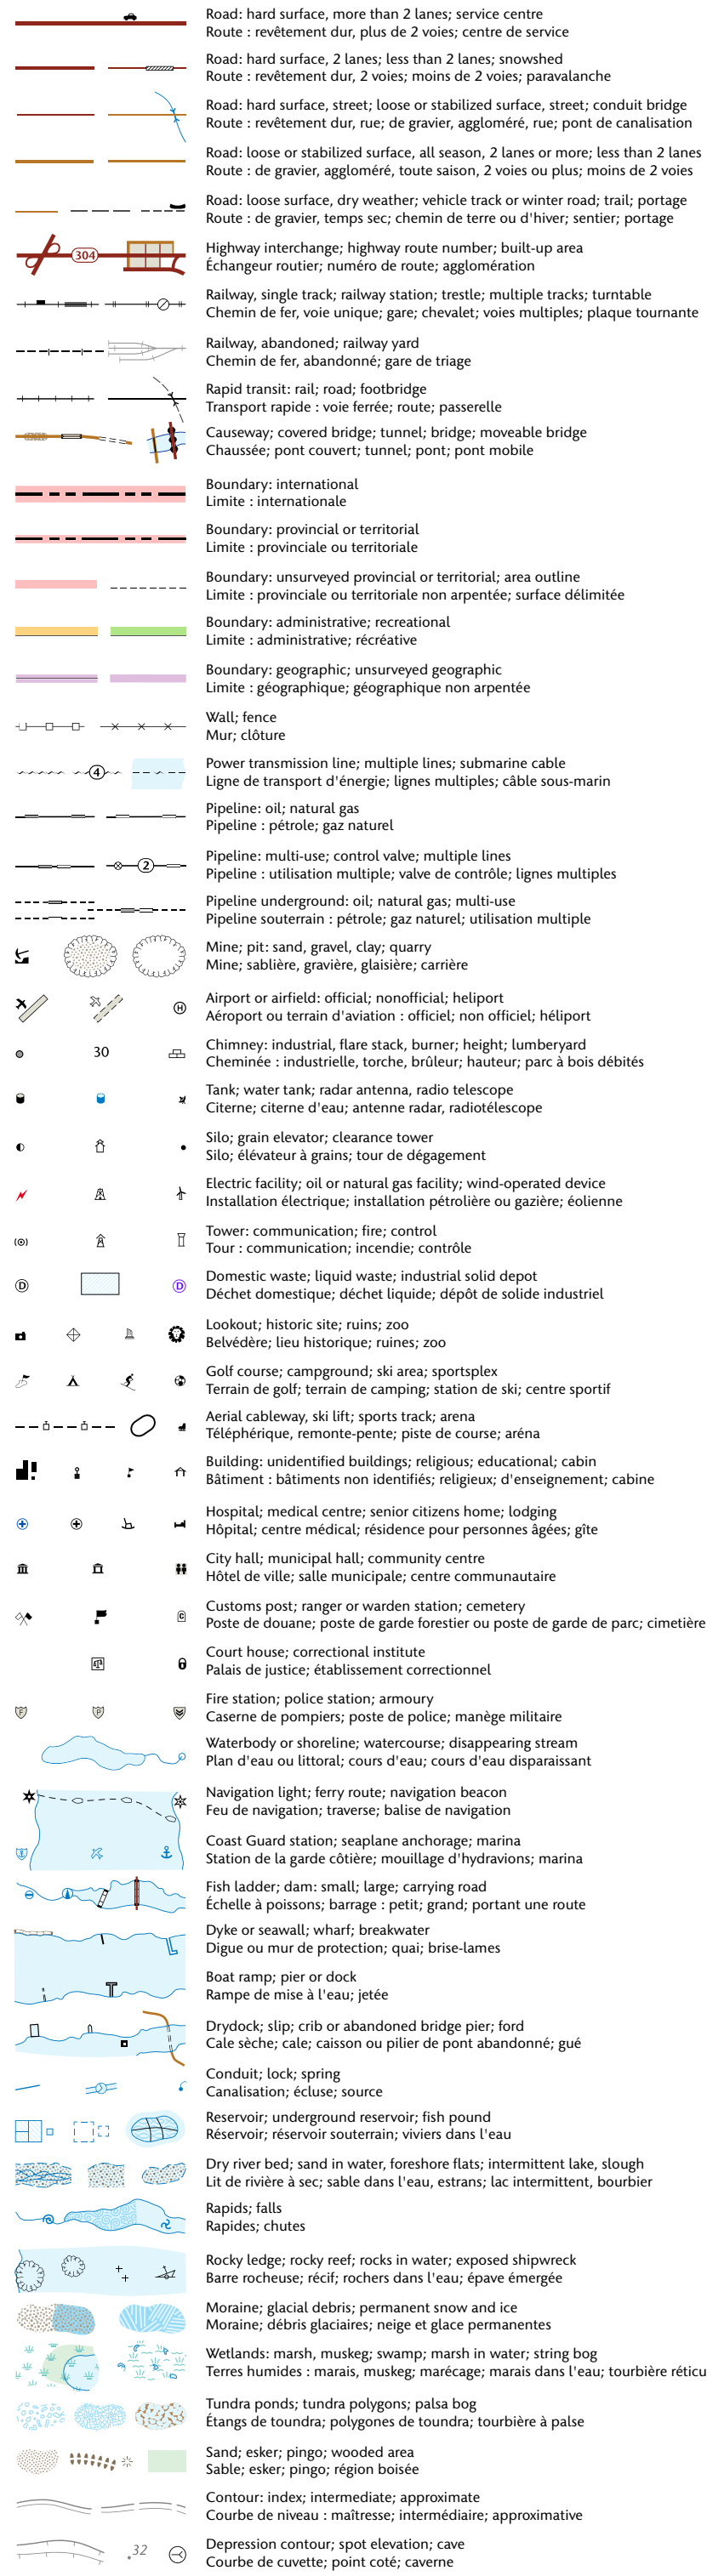 Road: hard surface, more than 2 lanes; service centre
Route : revêtement dur, plus de 2 voies; centre de service
Road: hard surface, 2 lanes; less than 2 lanes; snowshed
Route : revêtement dur, 2 voies; moins de 2 voies; paravalanche
Road: hard surface, street; loose or stabilized surface, street; conduit bridge
Route : revêtement dur, rue; de gravier, aggloméré, rue; pont de canalisation
Road: loose or stabilized surface, all season, 2 lanes or more; less than 2 lanes
Route : de gravier, aggloméré, toute saison, 2 voies ou plus; moins de 2 voies
Road: loose surface, dry weather; vehicle track or winter road; trail; portage
Route : de gravier, temps sec; chemin de terre ou d'hiver; sentier; portage
304
Highway interchange; highway route number; built-up area
Échangeur routier; numéro de route; agglomération
Railway, single track; railway station; trestle; multiple tracks; turntable
Chemin de fer, voie unique; gare; chevalet; voies multiples; plaque tournante
Railway, abandoned; railway yard
Chemin de fer, abandonné; gare de triage
Rapid transit: rail; road; footbridge
Transport rapide : voie ferrée; route; passerelle
Causeway; covered bridge; tunnel; bridge; moveable bridge
Chaussée; pont couvert; tunnel; pont; pont mobile
Boundary: international
Limite : internationale
Boundary: provincial or territorial
Limite : provinciale ou territoriale
Boundary: unsurveyed provincial or territorial; area outline
Limite : provinciale ou territoriale non arpentée; surface délimitée
Boundary: administrative; recreational
Limite : administrative; récréative
Boundary: geographic; unsurveyed geographic
Limite : géographique; géographique non arpentée
Wall; fence
Mur; clôture
4
Power transmission line; multiple lines; submarine cable
Ligne de transport d'énergie; lignes multiples; câble sous-marin
Pipeline: oil; natural gas
Pipeline : pétrole; gaz naturel
2
Pipeline: multi-use; control valve; multiple lines
Pipeline : utilisation multiple; valve de contrôle; lignes multiples
Pipeline underground: oil; natural gas; multi-use
Pipeline souterrain : pétrole; gaz naturel; utilisation multiple
Mine; pit: sand, gravel, clay; quarry
Mine; sablière, gravière, glaisière; carrière
H
Airport or airfield: official; nonofficial; heliport
Aéroport ou terrain d'aviation : officiel; non officiel; héliport
30
Chimney: industrial, flare stack, burner; height; lumberyard
Cheminée : industrielle, torche, brûleur; hauteur; parc à bois débités
Tank; water tank; radar antenna, radio telescope
Citerne; citerne d'eau; antenne radar, radiotélescope
Silo; grain elevator; clearance tower
Silo; élévateur à grains; tour de dégagement
Electric facility; oil or natural gas facility; wind-operated device
Installation électrique; installation pétrolière ou gazière; éolienne
Tower: communication; fire; control
Tour : communication; incendie; contrôle
D D
Domestic waste; liquid waste; industrial solid depot
Déchet domestique; déchet liquide; dépôt de solide industriel
Lookout; historic site; ruins; zoo
Belvédère; lieu historique; ruines; zoo
Golf course; campground; ski area; sportsplex
Terrain de golf; terrain de camping; station de ski; centre sportif
Aerial cableway, ski lift; sports track; arena
Téléphérique, remonte-pente; piste de course; aréna
Building: unidentified buildings; religious; educational; cabin
Bâtiment : bâtiments non identifiés; religieux; d'enseignement; cabine
Hospital; medical centre; senior citizens home; lodging
Hôpital; centre médical; résidence pour personnes âgées; gîte
City hall; municipal hall; community centre
Hôtel de ville; salle municipale; centre communautaire
C
Customs post; ranger or warden station; cemetery
Poste de douane; poste de garde forestier ou poste de garde de parc; cimetière
Court house; correctional institute
Palais de justice; établissement correctionnel
F P
Fire station; police station; armoury
Caserne de pompiers; poste de police; manège militaire
Waterbody or shoreline; watercourse; disappearing stream
Plan d'eau ou littoral; cours d'eau; cours d'eau disparaissant
Navigation light; ferry route; navigation beacon
Feu de navigation; traverse; balise de navigation
Coast Guard station; seaplane anchorage; marina
Station de la garde côtière; mouillage d'hydravions; marina
Fish ladder; dam: small; large; carrying road
Échelle à poissons; barrage : petit; grand; portant une route
Dyke or seawall; wharf; breakwater
Digue ou mur de protection; quai; brise-lames
Boat ramp; pier or dock
Rampe de mise à l'eau; jetée
Drydock; slip; crib or abandoned bridge pier; ford
Cale sèche; cale; caisson ou pilier de pont abandonné; gué
Conduit; lock; spring
Canalisation; écluse; source
Reservoir; underground reservoir; fish pound
Réservoir; réservoir souterrain; viviers dans l'eau
Dry river bed; sand in water, foreshore flats; intermittent lake, slough
Lit de rivière à sec; sable dans l'eau, estrans; lac intermittent, bourbier
Rapids; falls
Rapides; chutes
Rocky ledge; rocky reef; rocks in water; exposed shipwreck
Barre rocheuse; récif; rochers dans l'eau; épave émergée
Moraine; glacial debris; permanent snow and ice
Moraine; débris glaciaires; neige et glace permanentes
Wetlands: marsh, muskeg; swamp; marsh in water; string bog
Terres humides : marais, muskeg; marécage; marais dans l'eau; tourbière réticu
Tundra ponds; tundra polygons; palsa bog
Étangs de toundra; polygones de toundra; tourbière à palse
Sand; esker; pingo; wooded area
Sable; esker; pingo; région boisée
Contour: index; intermediate; approximate
Courbe de niveau : maîtresse; intermédiaire; approximative
32
Depression contour; spot elevation; cave
Courbe de cuvette; point coté; caverne